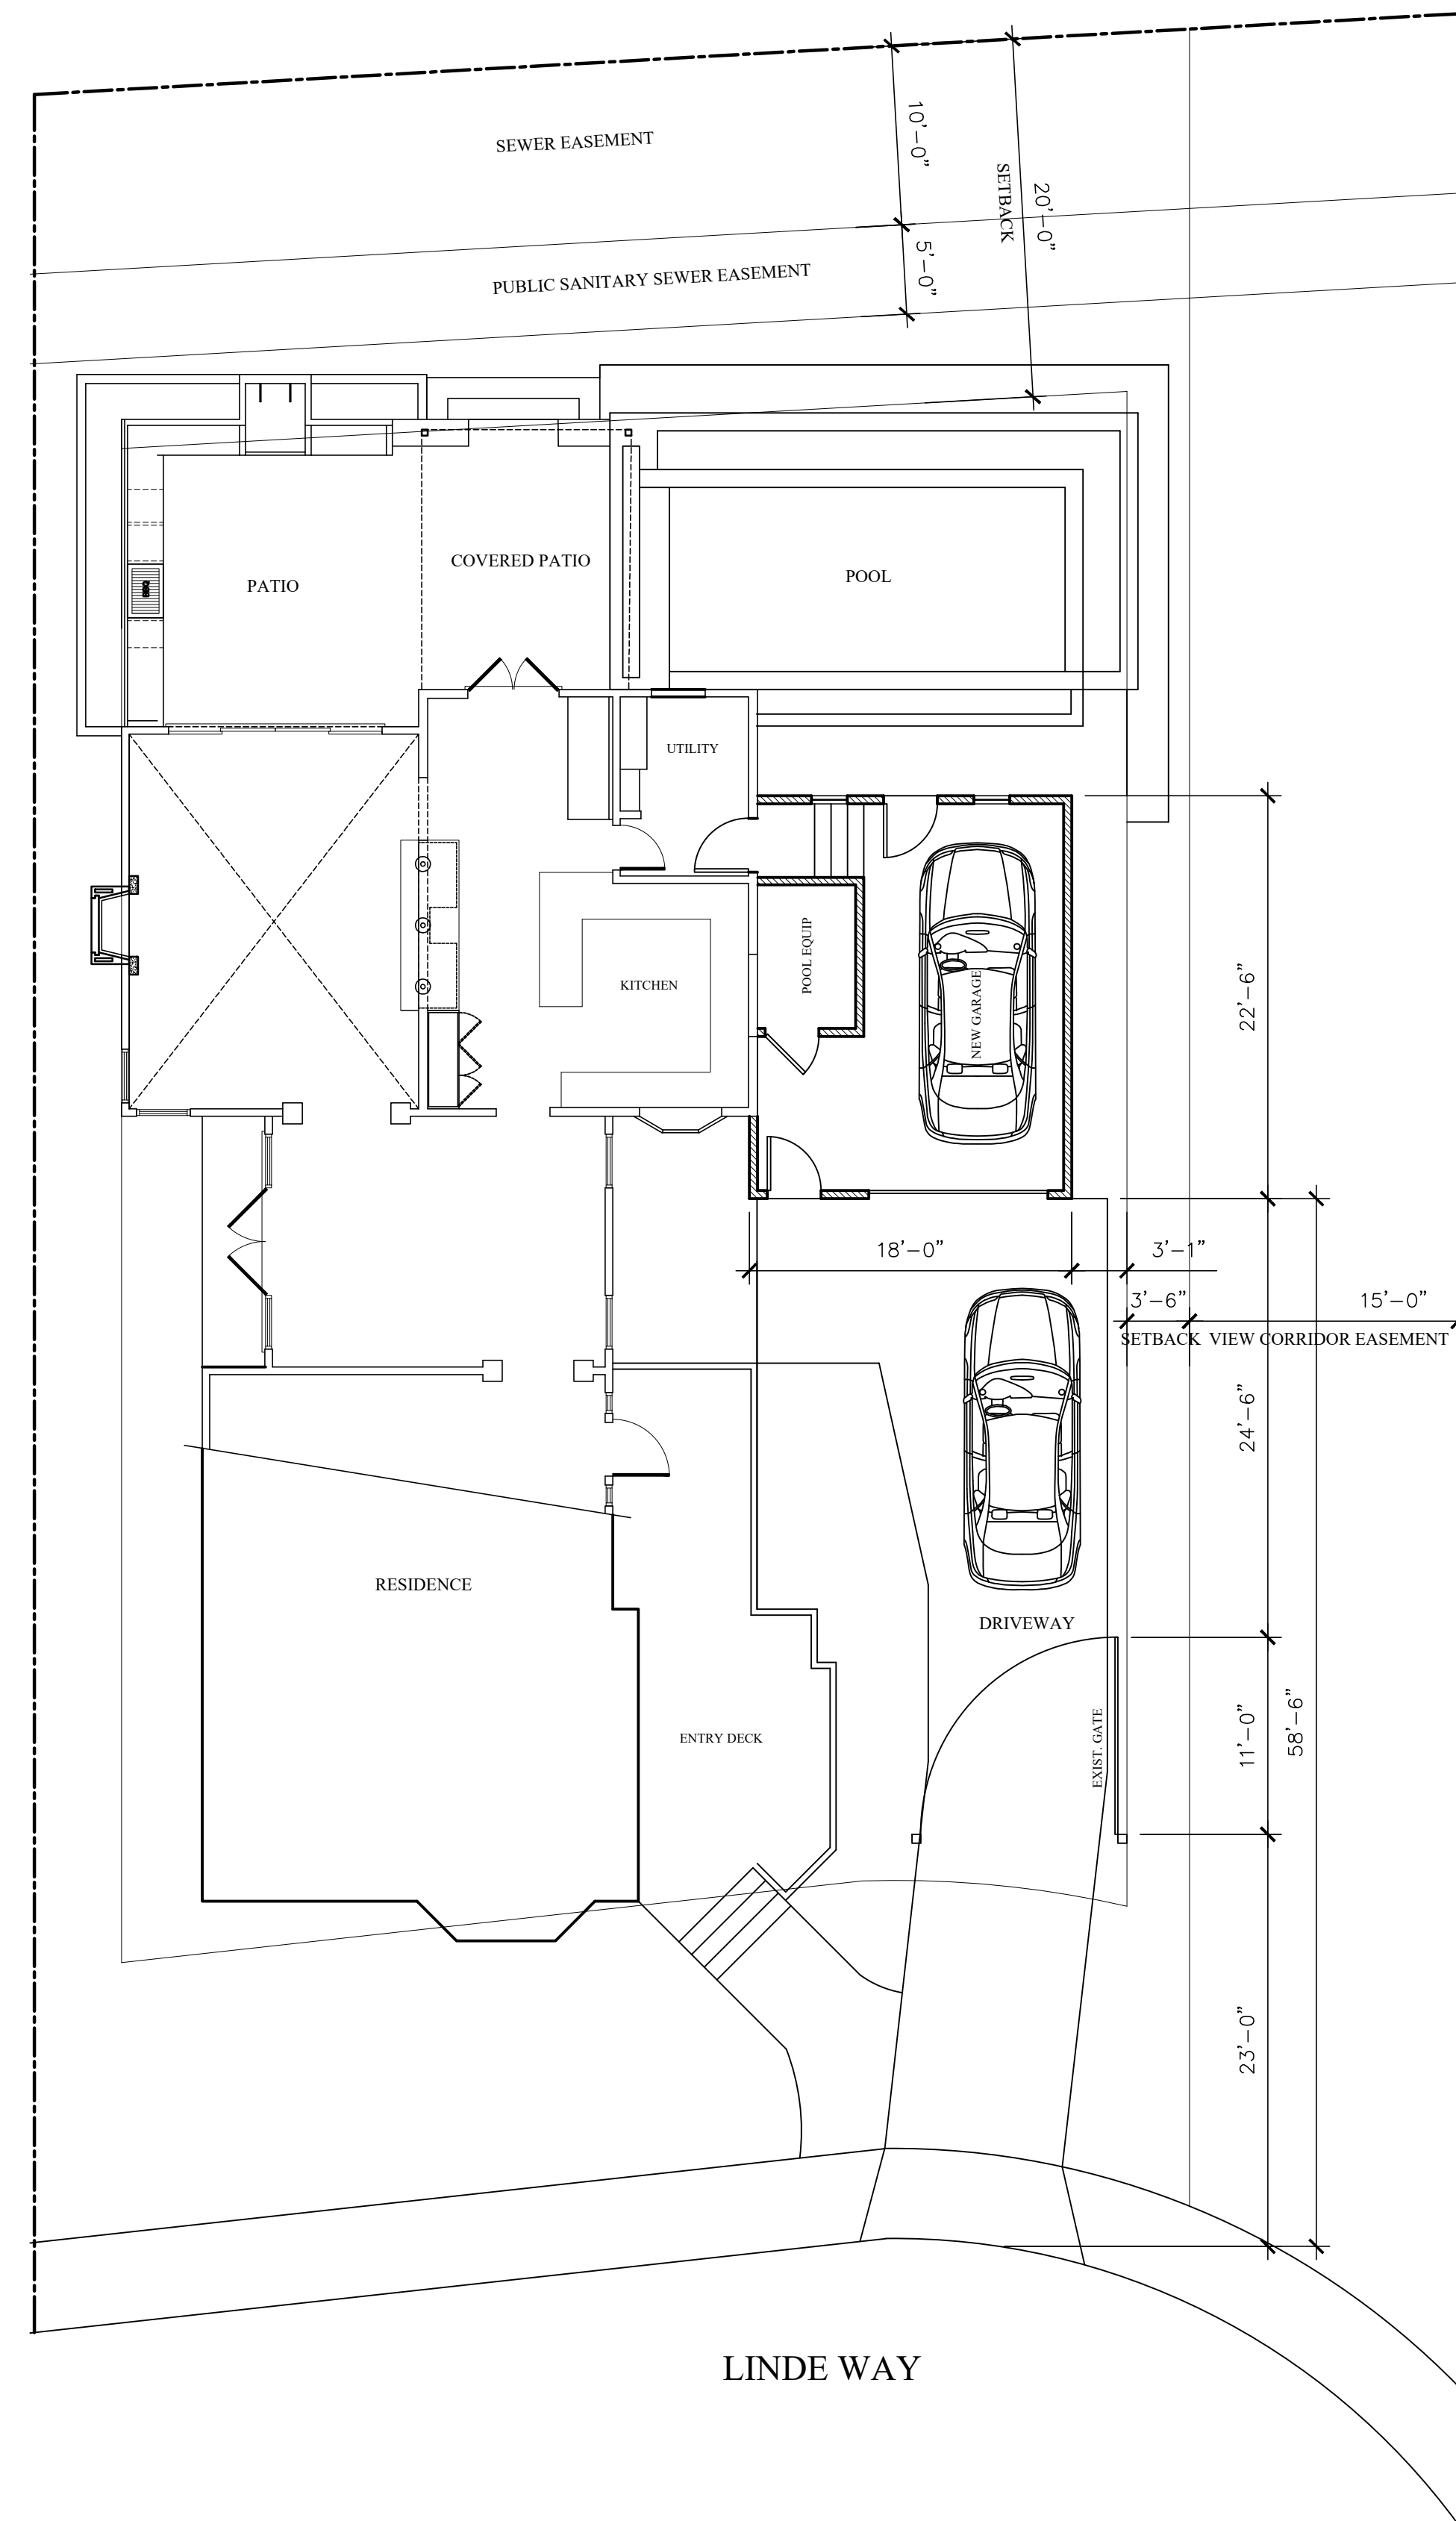 10'-0"
SEWER EASEMENT
SETBACK
20'-0"
5'-0"
PUBLIC SANITARY SEWER EASEMENT
COVERED PATIO
POOL
PATIO
BBQ
UTILITY
POOL EQUIP
KITCHEN
NEW GARAGE
22'-6"
18'-0"
3'-1"
3'-6"
15'-0"
SETBACK VIEW CORRIDOR EASEMENT
24'-6"
RESIDENCE
DRIVEWAY
ENTRY DECK
EXIST. GATE
11'-0"
58'-6"
23'-0"
LINDE WAY